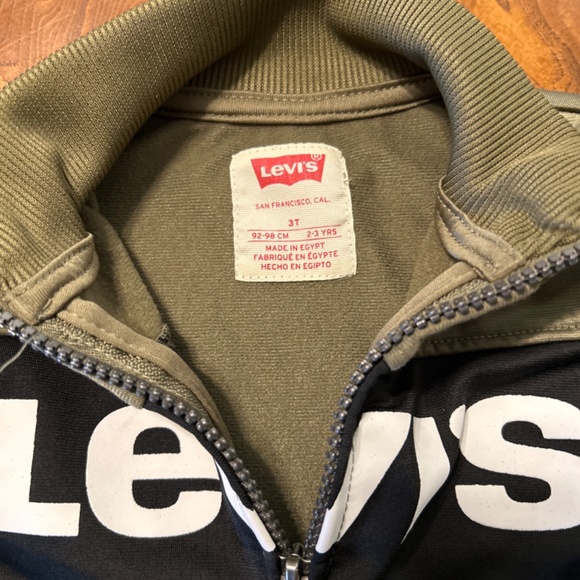 Levi's®
SAN FRANCISCO, CAL.
3T
92-98 CM 2-3 YRS
MADE IN EGYPT
FABRIQUÉ EN ÉGYPTE
HECHO EN EGIPTO
Levi's